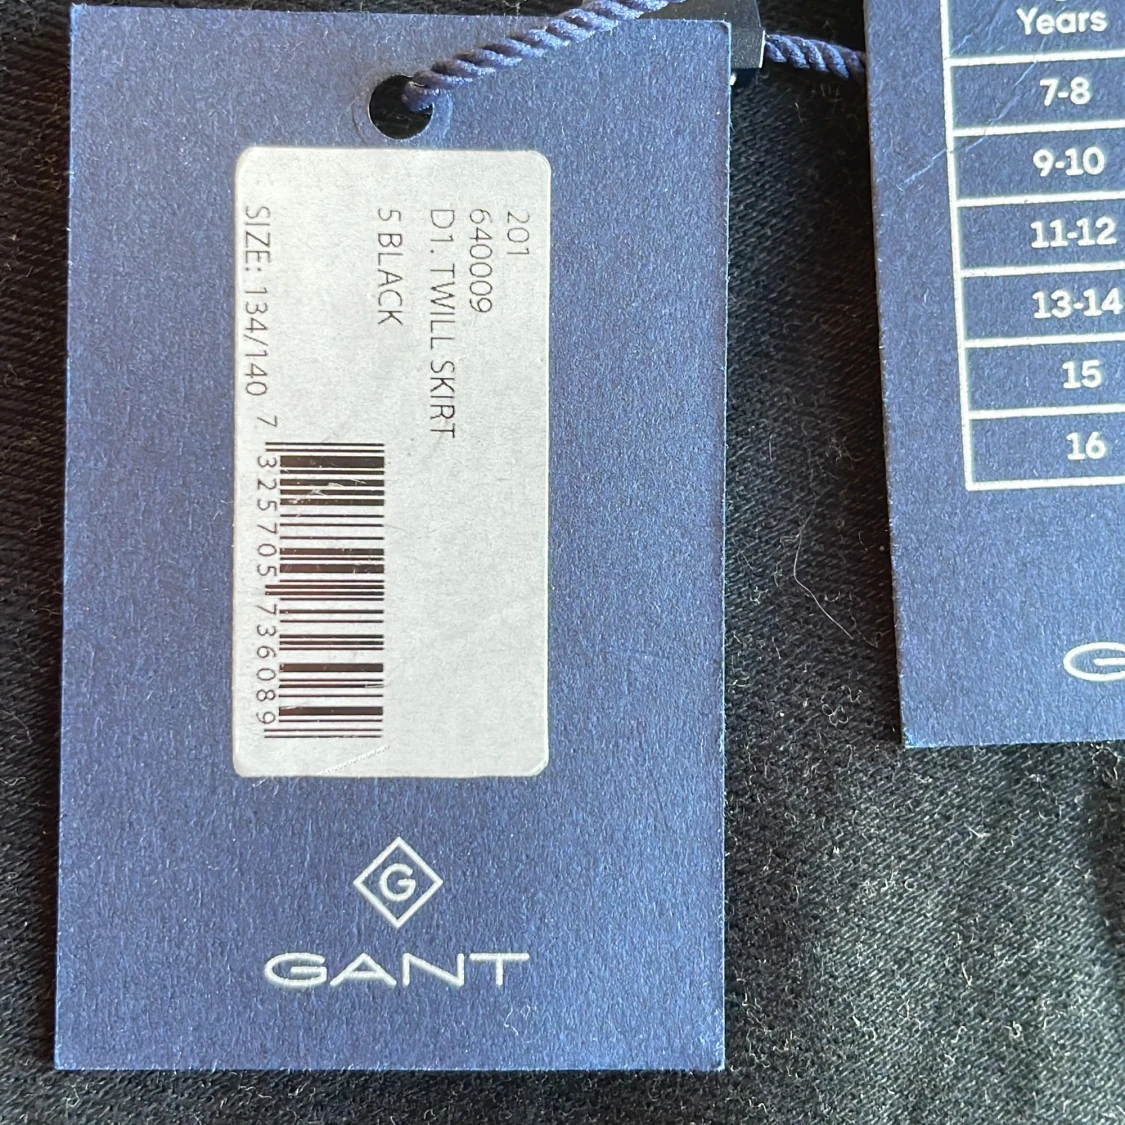 201
640009
D1. TWILL SKIRT
5 BLACK
SIZE: 134/140
7 325705 736089
G
GANT
Years
7-8
9-10
11-12
13-14
15
16
G